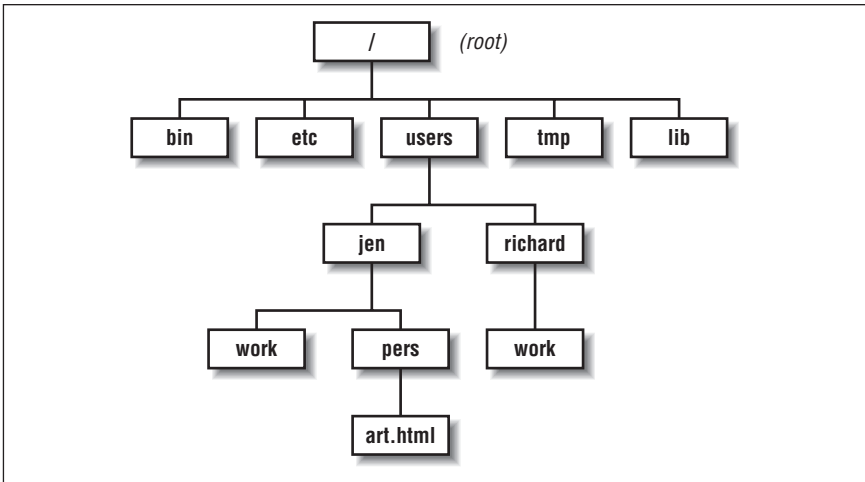 / (root)
bin etc users tmp lib
jen richard
work pers work
art.html